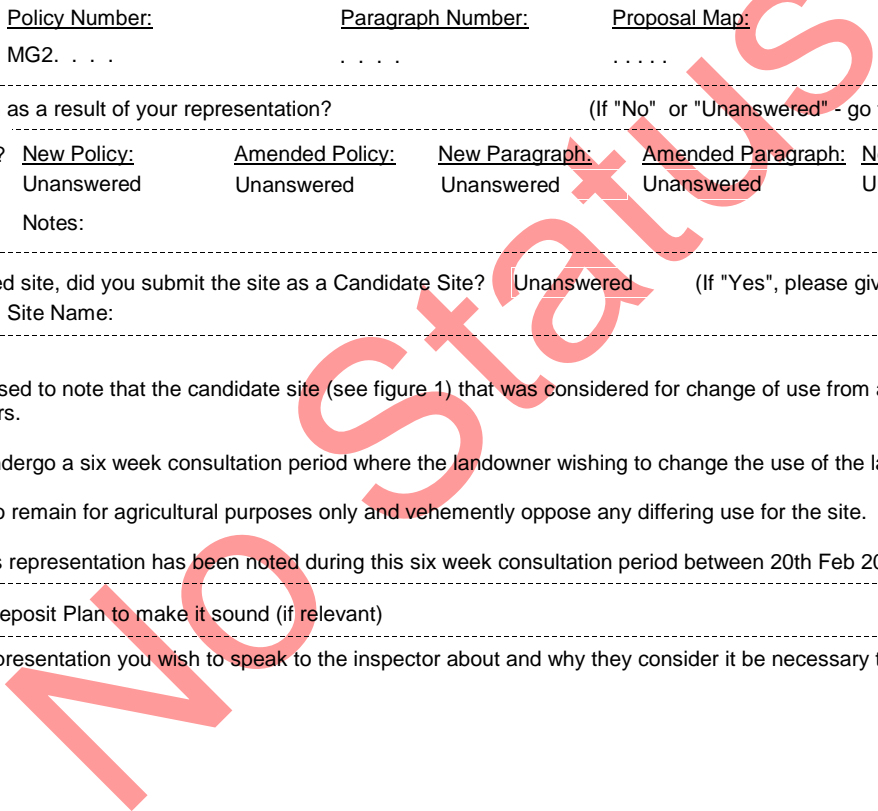 Policy Number: Paragraph Number: Proposal Map:
MG2. . . . . . . . . . . . .
as a result of your representation? (If "No" or "Unanswered" - go
? New Policy: Amended Policy: New Paragraph: Amended Paragraph:
Unanswered Unanswered Unanswered Unanswered
Notes:
ed site, did you submit the site as a Candidate Site? Unanswered (If "Yes", please
Site Name:
sed to note that the candidate site (see figure 1) that was considered for change of use from
rs.
ndergo a six week consultation period where the landowner wishing to change the use of the
o remain for agricultural purposes only and vehemently oppose any differing use for the site.
s representation has been noted during this six week consultation period between 20th Feb
eposit Plan to make it sound (if relevant)
presentation you wish to speak to the inspector about and why they consider it be necessary
No Status